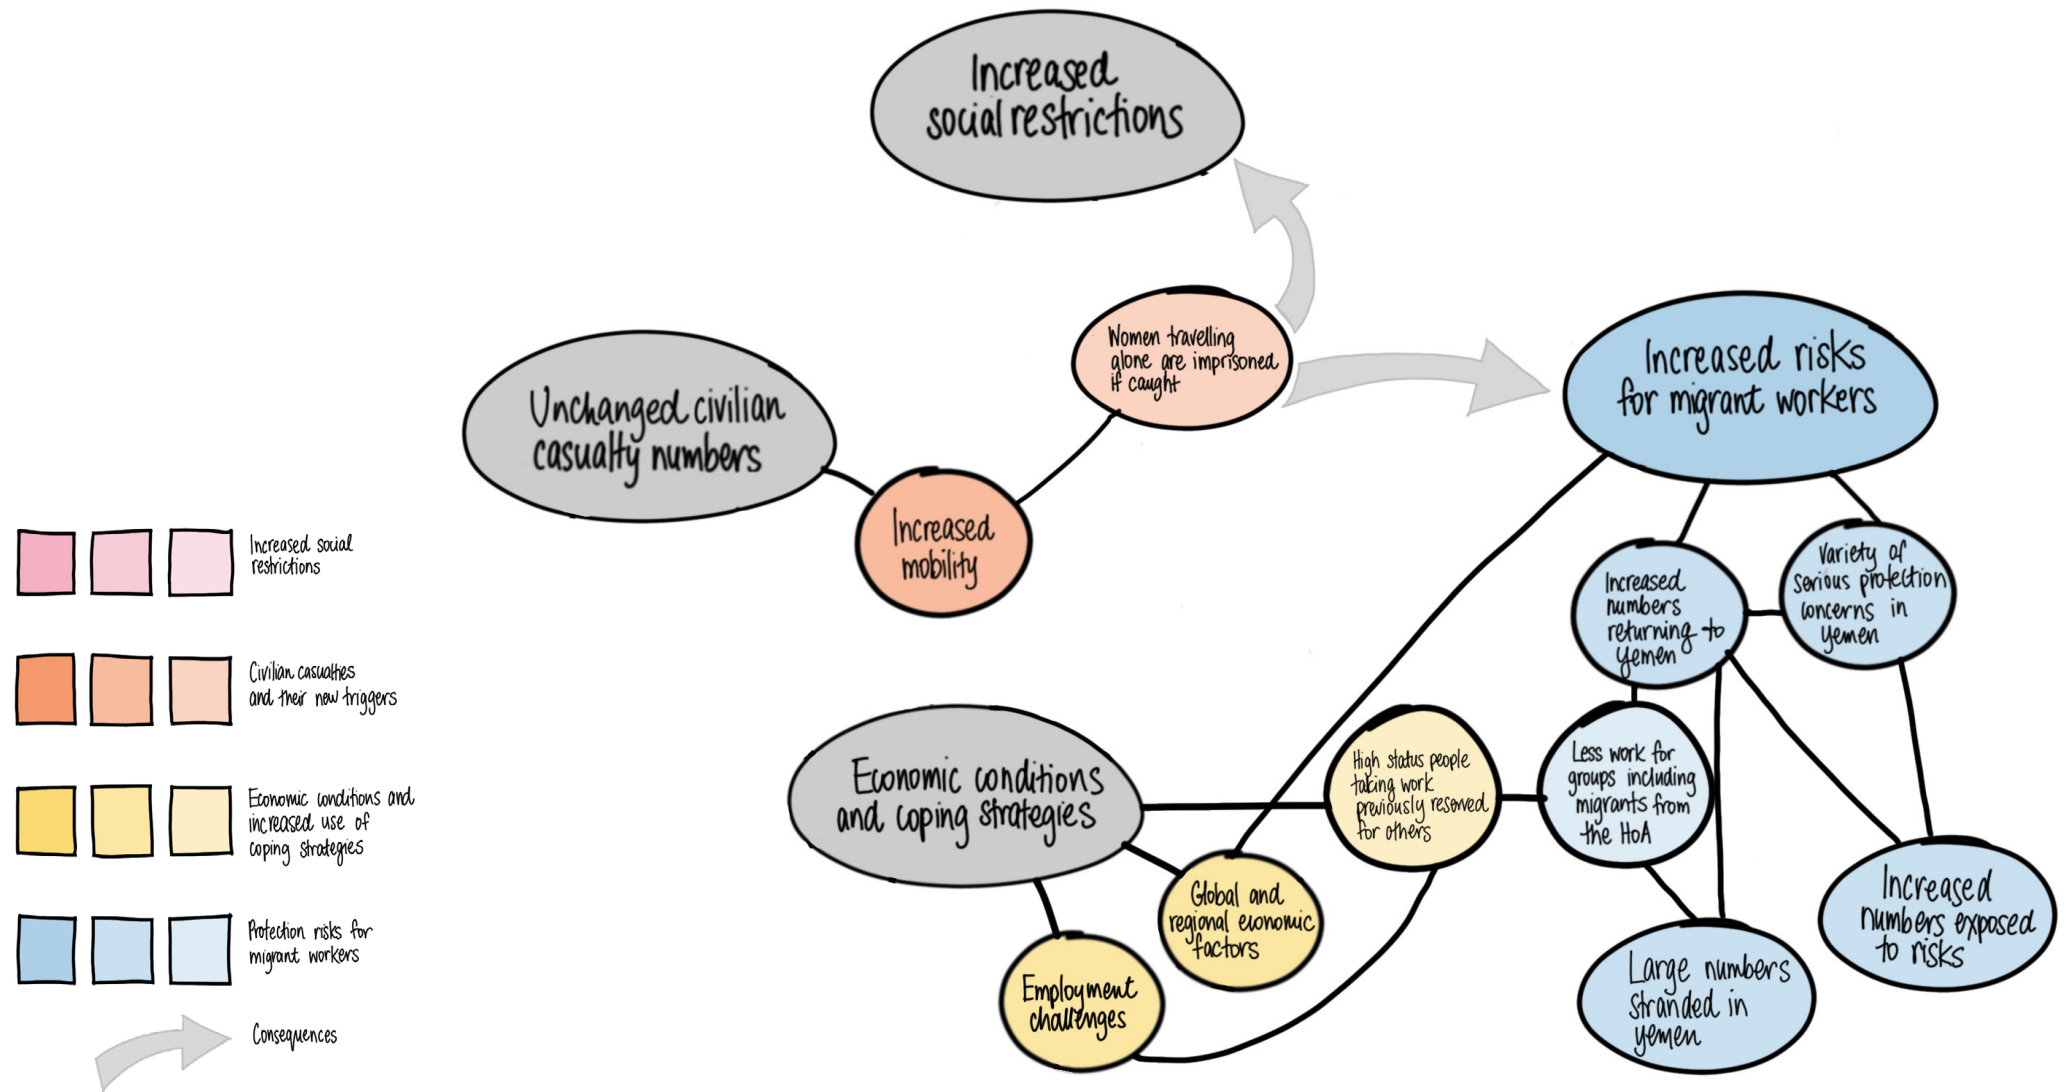 Increased
social restrictions
Women travelling
alone are imprisoned
if caught
Unchanged civilian
casualty numbers
Increased
mobility
Increased risks
for migrant workers
Increased
numbers
returning to
Yemen
Variety of
serious protection
concerns in
Yemen
Economic conditions
and coping strategies
High status people
taking work
previously reserved
for others
Less work for
groups including
migrants from
the HoA
Global and
regional economic
factors
Employment
challenges
Increased
numbers exposed
to risks
Large numbers
stranded in
Yemen
Increased social
restrictions
Civilian casualties
and their new triggers
Economic conditions and
increased use of
coping strategies
Protection risks for
migrant workers
Consequences